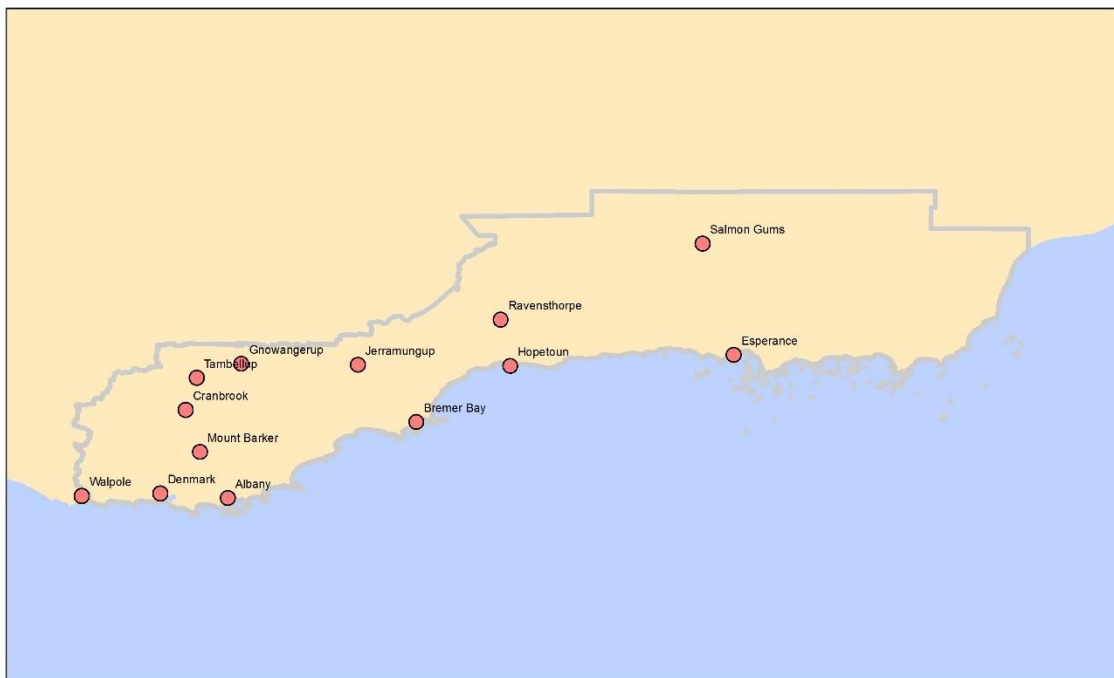 Salmon Gums
Ravensthorpe
Esperance
Gnowangerup
Jerramungup
Hopetoun
Tambellup
Cranbrook
Bremer Bay
Mount Barker
Walpole
Denmark
Albany